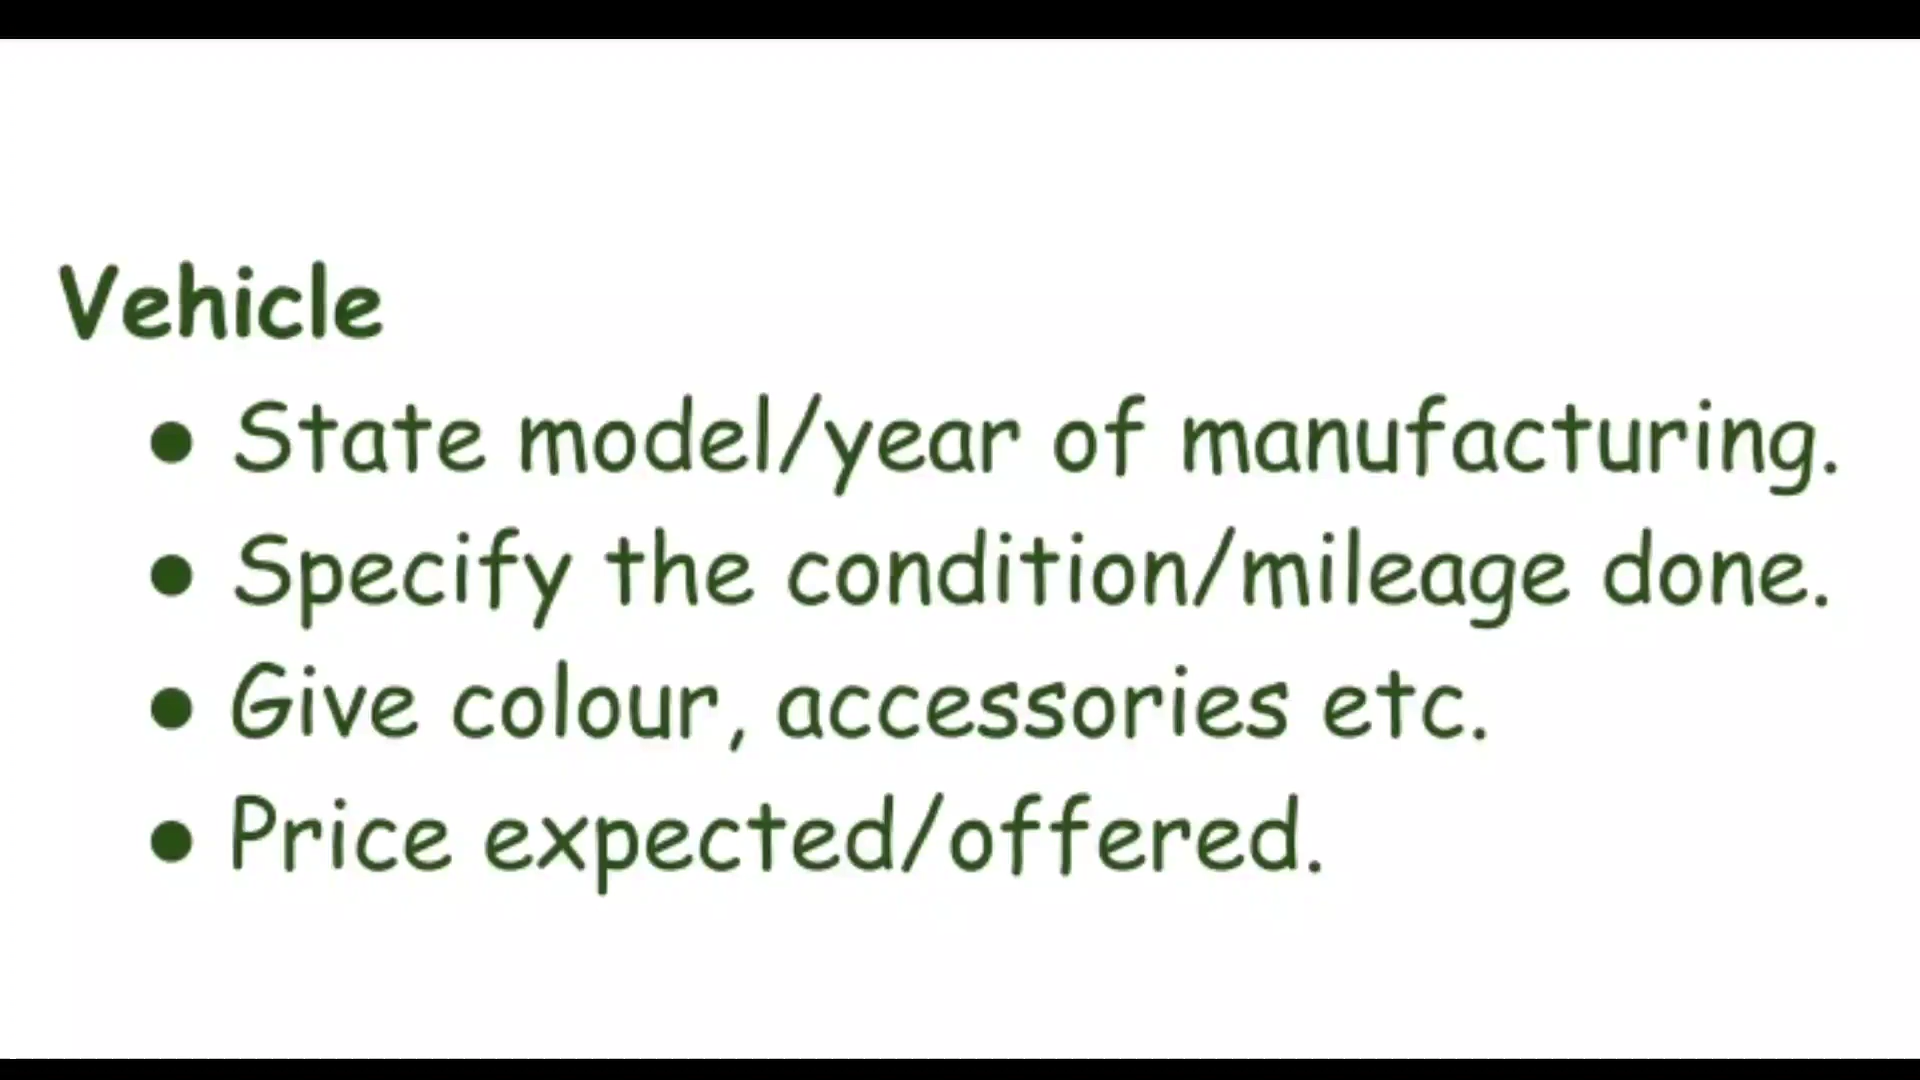 Vehicle
● State model/year of manufacturing.
● Specify the condition/mileage done.
● Give colour, accessories etc.
● Price expected/offered.